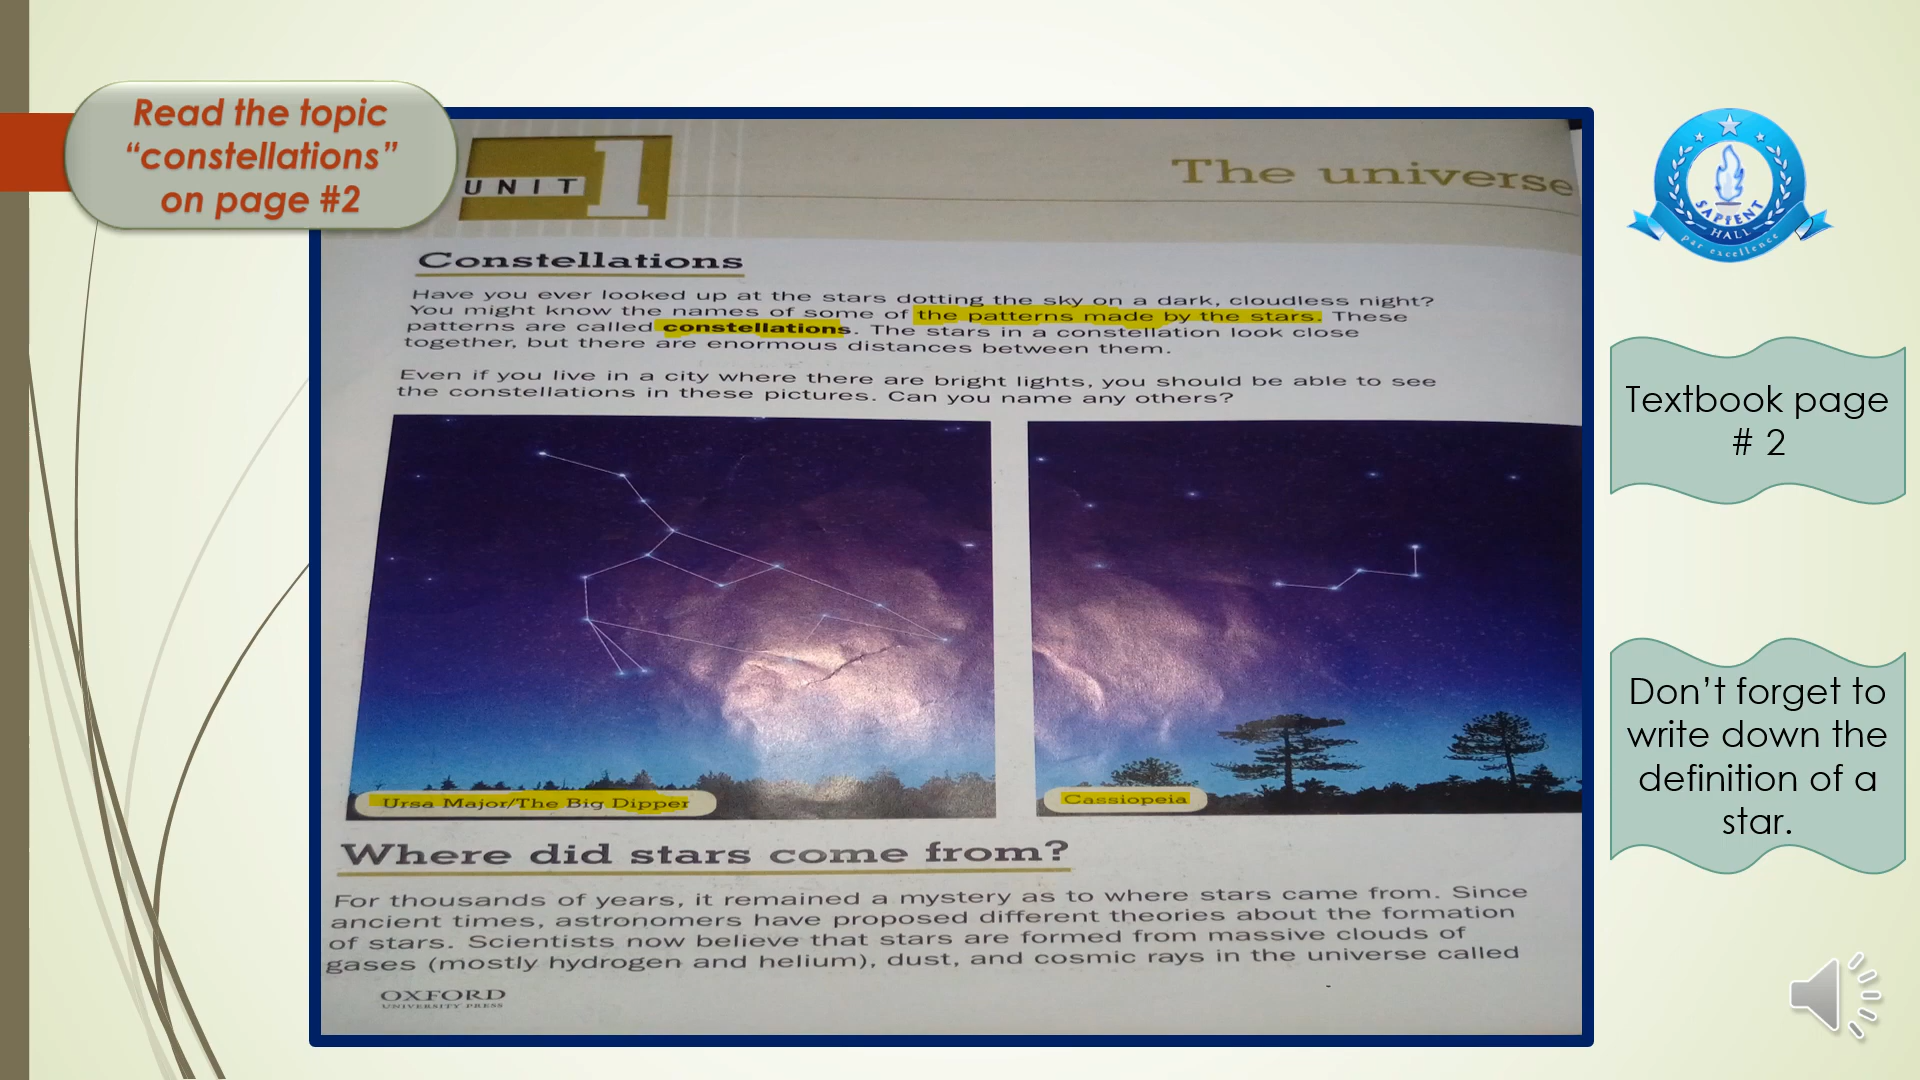 Read the topic
“constellations”
on page #2
UNIT 1
The universe
Constellations
Have you ever looked up at the stars dotting the sky on a dark, cloudless night?
You might know the names of some of the patterns made by the stars. These
patterns are called constellations. The stars in a constellation look close
together, but there are enormous distances between them.
Even if you live in a city where there are bright lights, you should be able to see
the constellations in these pictures. Can you name any others?
Ursa Major/The Big Dipper
Cassiopeia
Where did stars come from?
For thousands of years, it remained a mystery as to where stars came from. Since
ancient times, astronomers have proposed different theories about the formation
of stars. Scientists now believe that stars are formed from massive clouds of
gases (mostly hydrogen and helium), dust, and cosmic rays in the universe called
OXFORD
UNIVERSITY PRESS
SAPIENT
HALL
par excellence
Textbook page
# 2
Don’t forget to
write down the
definition of a
star.